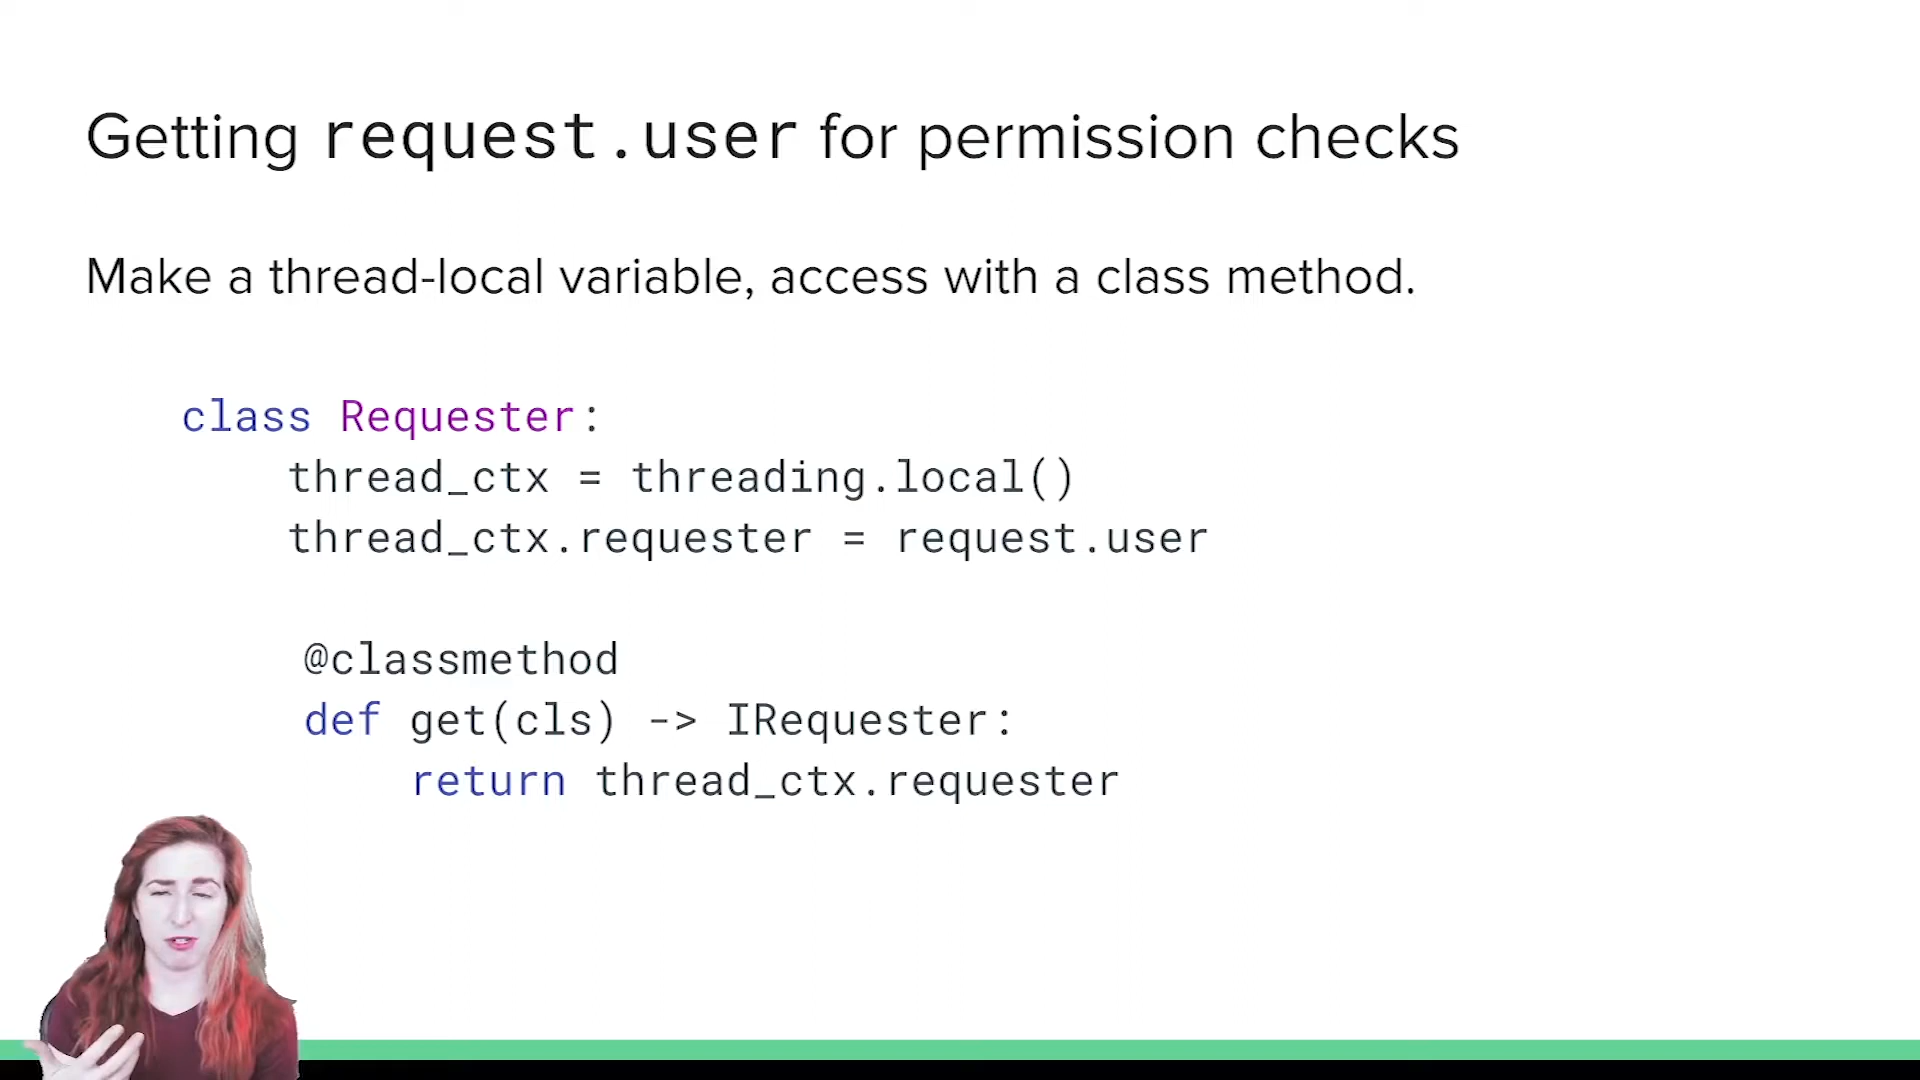 Getting request.user for permission checks
Make a thread-local variable, access with a class method.
class Requester:
    thread_ctx = threading.local()
    thread_ctx.requester = request.user
    @classmethod
    def get(cls) -> IRequester:
        return thread_ctx.requester